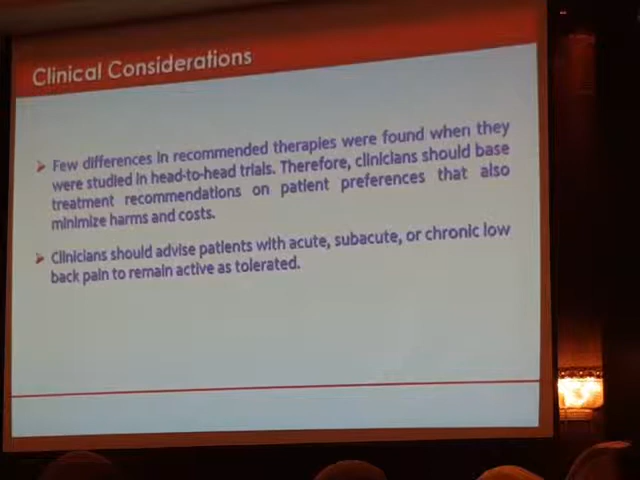 Clinical Considerations
Few differences in recommended therapies were found when they
were studied in head-to-head trials. Therefore, clinicians should base
treatment recommendations on patient preferences that also
minimize harms and costs.
Clinicians should advise patients with acute, subacute, or chronic low
back pain to remain active as tolerated.